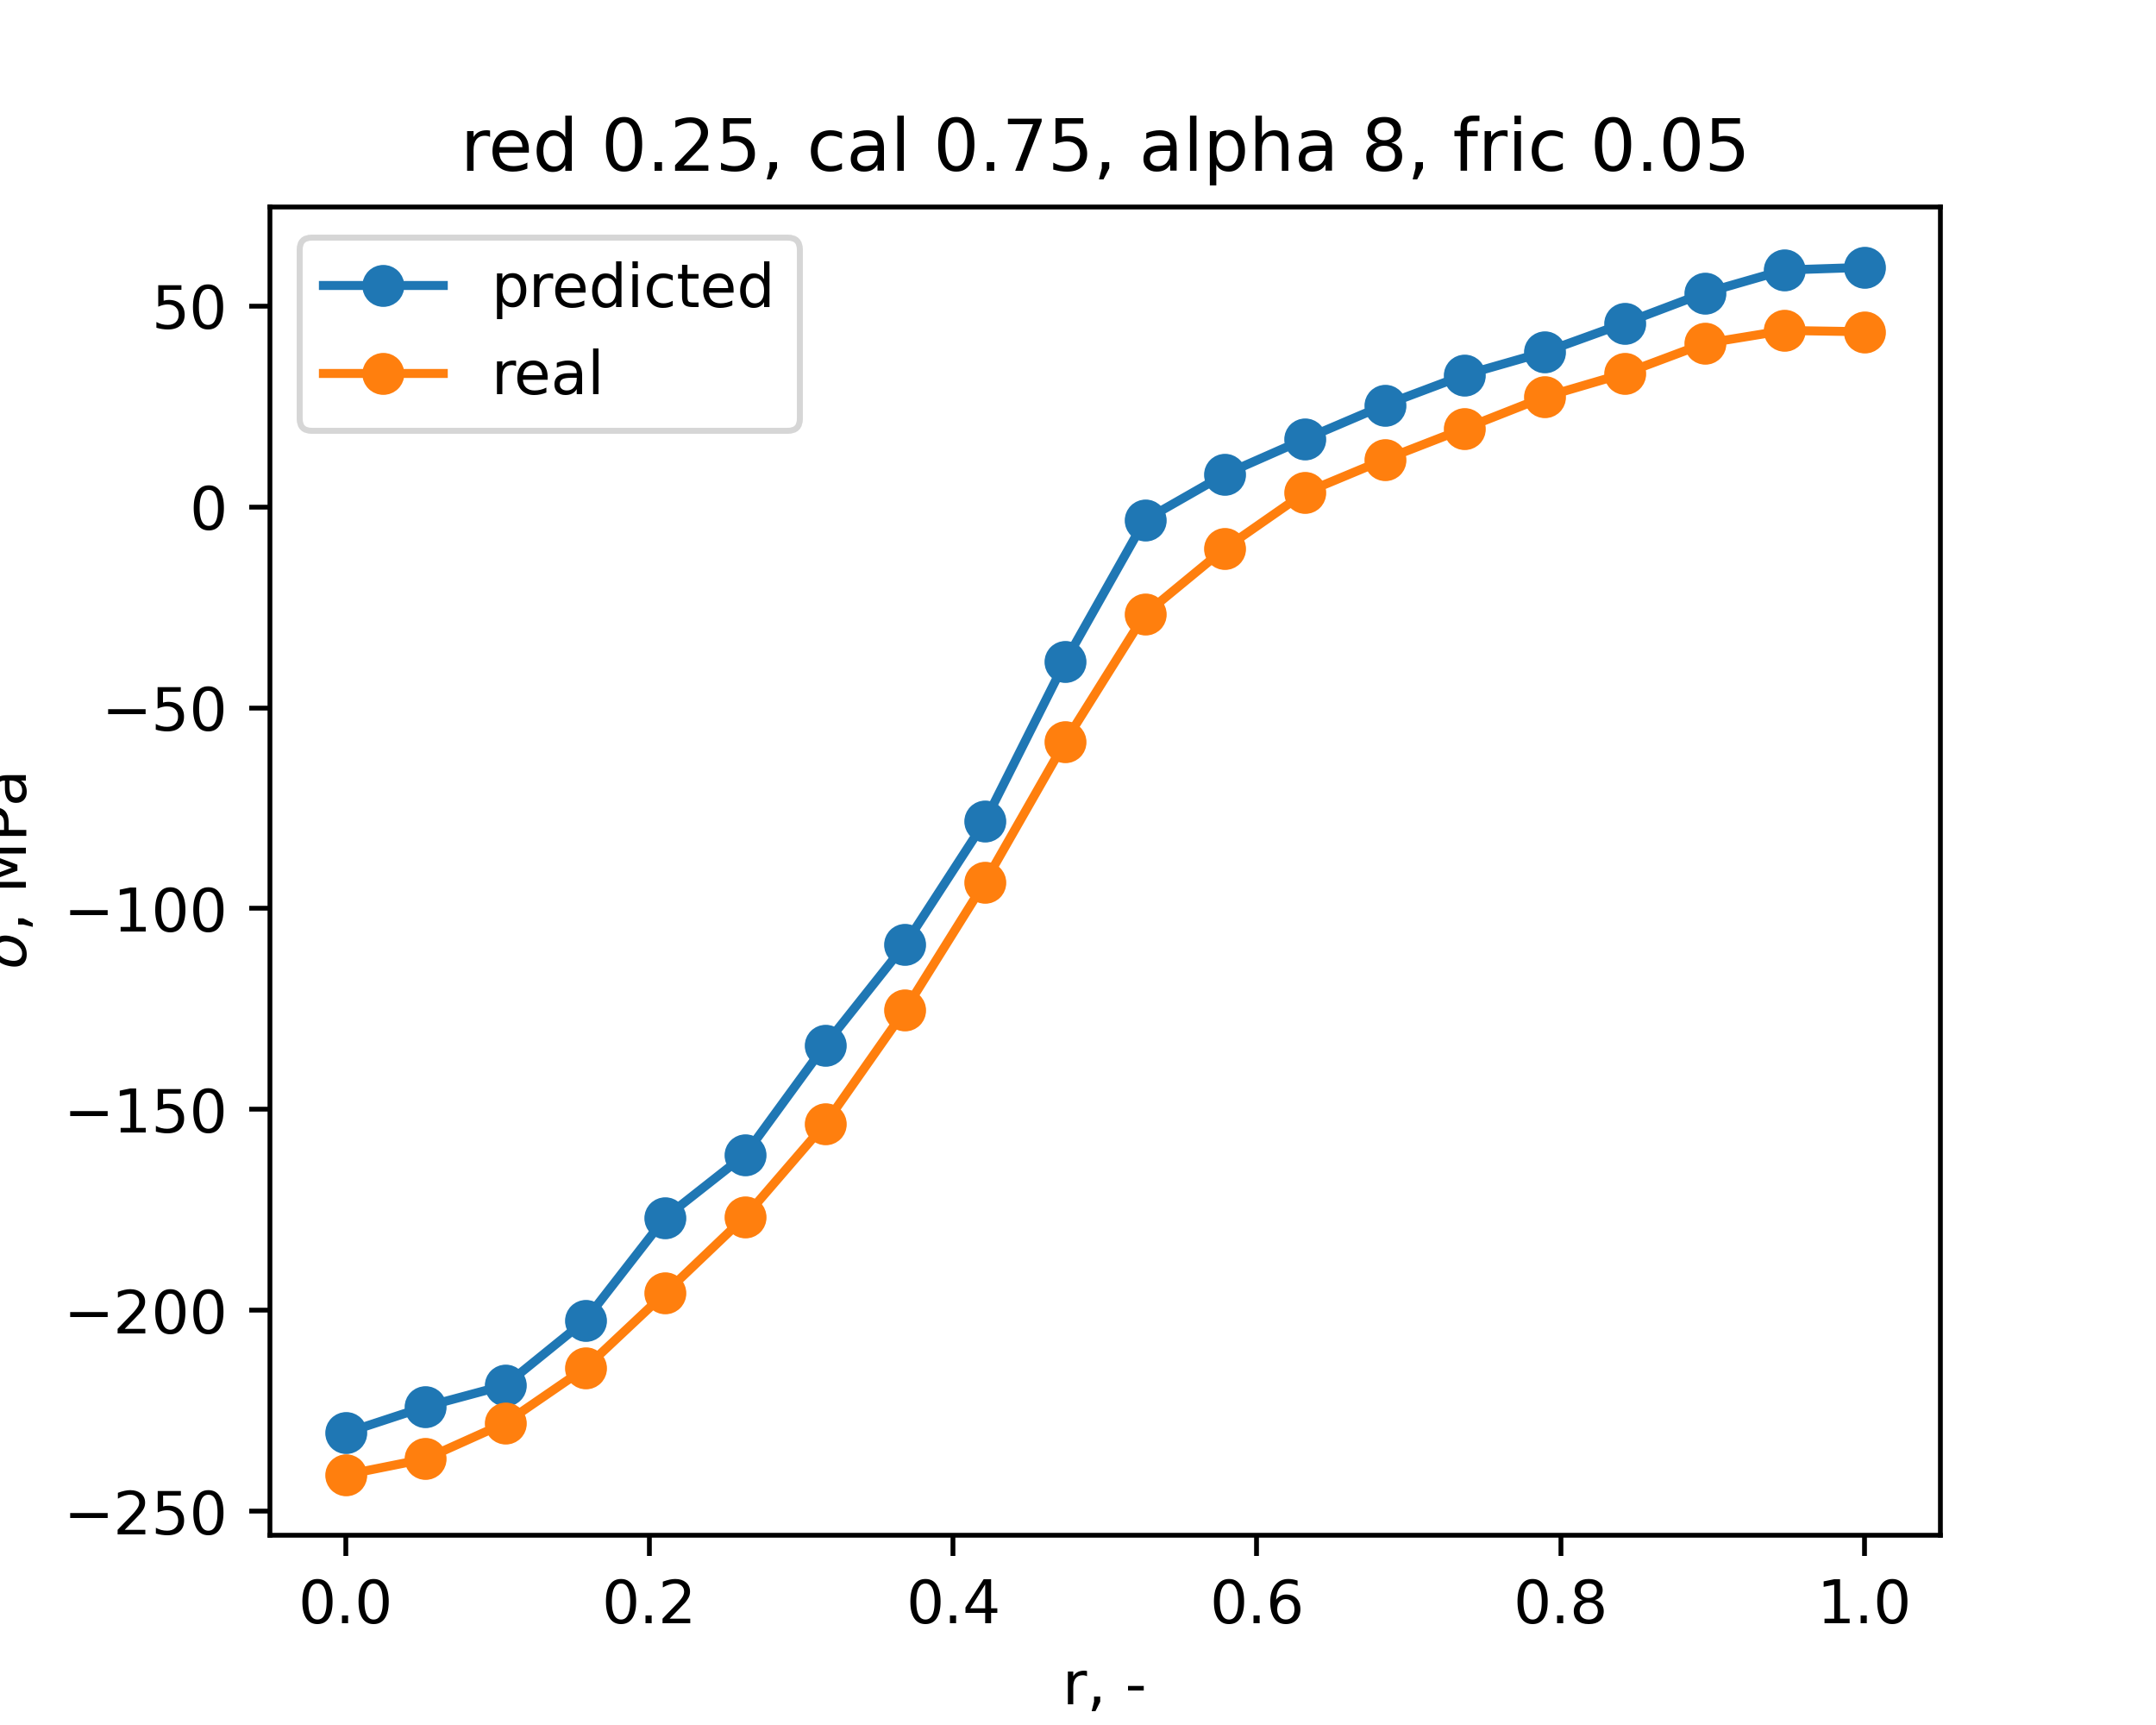 red 0.25, cal 0.75, alpha 8, fric 0.05
predicted
real
50
0
−50
−100
−150
−200
−250
σ, MPa
0.0 0.2 0.4 0.6 0.8 1.0
r, -